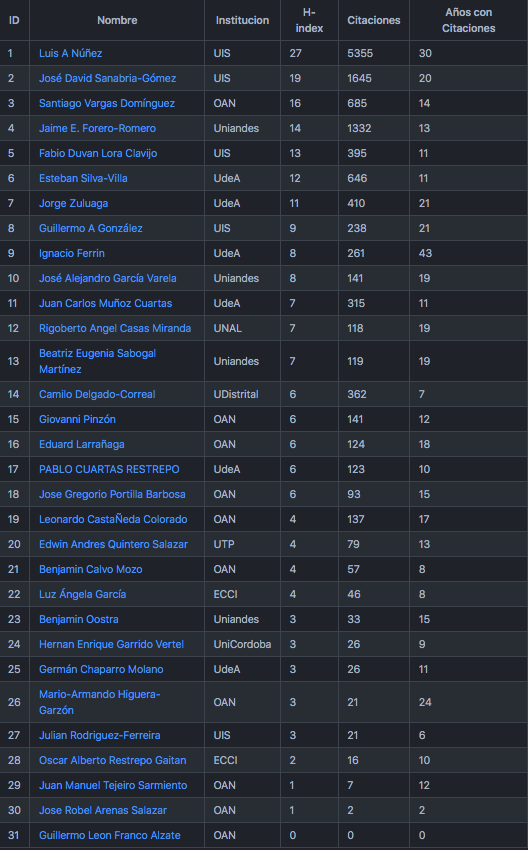 ID Nombre Institucion H-index Citaciones Años con Citaciones
1 Luis A Núñez UIS 27 5355 30
2 José David Sanabria-Gómez UIS 19 1645 20
3 Santiago Vargas Domínguez OAN 16 685 14
4 Jaime E. Forero-Romero Uniandes 14 1332 13
5 Fabio Duvan Lora Clavijo UIS 13 395 11
6 Esteban Silva-Villa UdeA 12 646 11
7 Jorge Zuluaga UdeA 11 410 21
8 Guillermo A González UIS 9 238 21
9 Ignacio Ferrin UdeA 8 261 43
10 José Alejandro García Varela Uniandes 8 141 19
11 Juan Carlos Muñoz Cuartas UdeA 7 315 11
12 Rigoberto Angel Casas Miranda UNAL 7 118 19
13 Beatriz Eugenia Sabogal Martínez Uniandes 7 119 19
14 Camilo Delgado-Correal UDistrital 6 362 7
15 Giovanni Pinzón OAN 6 141 12
16 Eduard Larrañaga OAN 6 124 18
17 PABLO CUARTAS RESTREPO UdeA 6 123 10
18 Jose Gregorio Portilla Barbosa OAN 6 93 15
19 Leonardo CastaÑeda Colorado OAN 4 137 17
20 Edwin Andres Quintero Salazar UTP 4 79 13
21 Benjamin Calvo Mozo OAN 4 57 8
22 Luz Ángela García ECCI 4 46 8
23 Benjamin Oostra Uniandes 3 33 15
24 Hernan Enrique Garrido Vertel UniCordoba 3 26 9
25 Germán Chaparro Molano UdeA 3 26 11
26 Mario-Armando Higuera-Garzón OAN 3 21 24
27 Julian Rodriguez-Ferreira UIS 3 21 6
28 Oscar Alberto Restrepo Gaitan ECCI 2 16 10
29 Juan Manuel Tejeiro Sarmiento OAN 1 7 12
30 Jose Robel Arenas Salazar OAN 1 2 2
31 Guillermo Leon Franco Alzate OAN 0 0 0